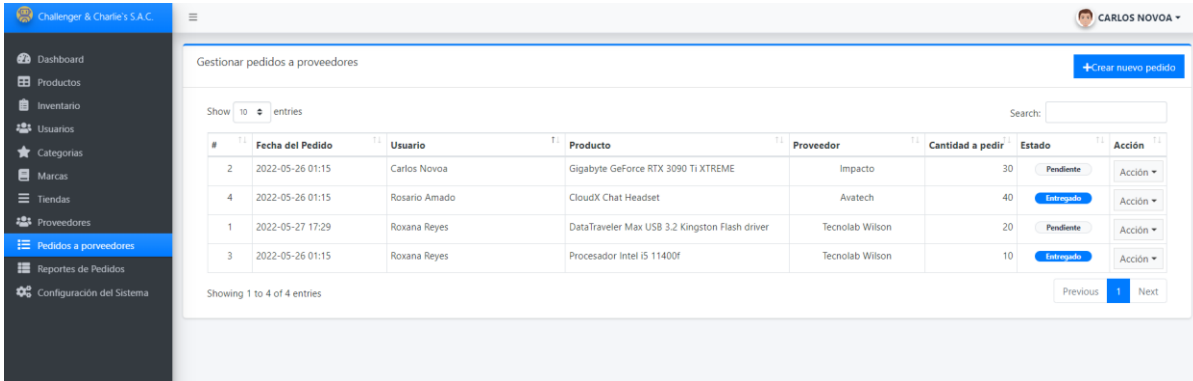 Challenger & Charlie's S.A.C.
CARLOS NOVOA
Dashboard
Productos
Inventario
Usuarios
Categorias
Marcas
Tiendas
Proveedores
Pedidos a porveedores
Reportes de Pedidos
Configuración del Sistema
Gestionar pedidos a proveedores
+Crear nuevo pedido
Show 10 entries
Search:
# Fecha del Pedido Usuario Producto Proveedor Cantidad a pedir Estado Acción
2 2022-05-26 01:15 Carlos Novoa Gigabyte GeForce RTX 3090 Ti XTREME Impacto 30 Pendiente Acción
4 2022-05-26 01:15 Rosario Amado CloudX Chat Headset Avatech 40 Entregado Acción
1 2022-05-27 17:29 Roxana Reyes DataTraveler Max USB 3.2 Kingston Flash driver Tecnolab Wilson 20 Pendiente Acción
3 2022-05-26 01:15 Roxana Reyes Procesador Intel i5 11400f Tecnolab Wilson 10 Entregado Acción
Showing 1 to 4 of 4 entries
Previous 1 Next